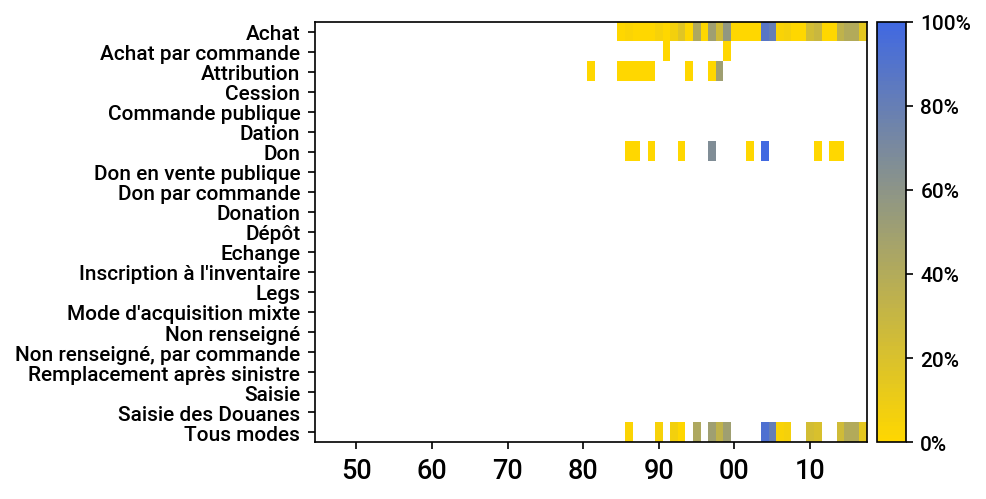 Achat
Achat par commande
Attribution
Cession
Commande publique
Dation
Don
Don en vente publique
Don par commande
Donation
Dépôt
Echange
Inscription à l'inventaire
Legs
Mode d'acquisition mixte
Non renseigné
Non renseigné, par commande
Remplacement après sinistre
Saisie
Saisie des Douanes
Tous modes
50 60 70 80 90 00 10
100%
80%
60%
40%
20%
0%